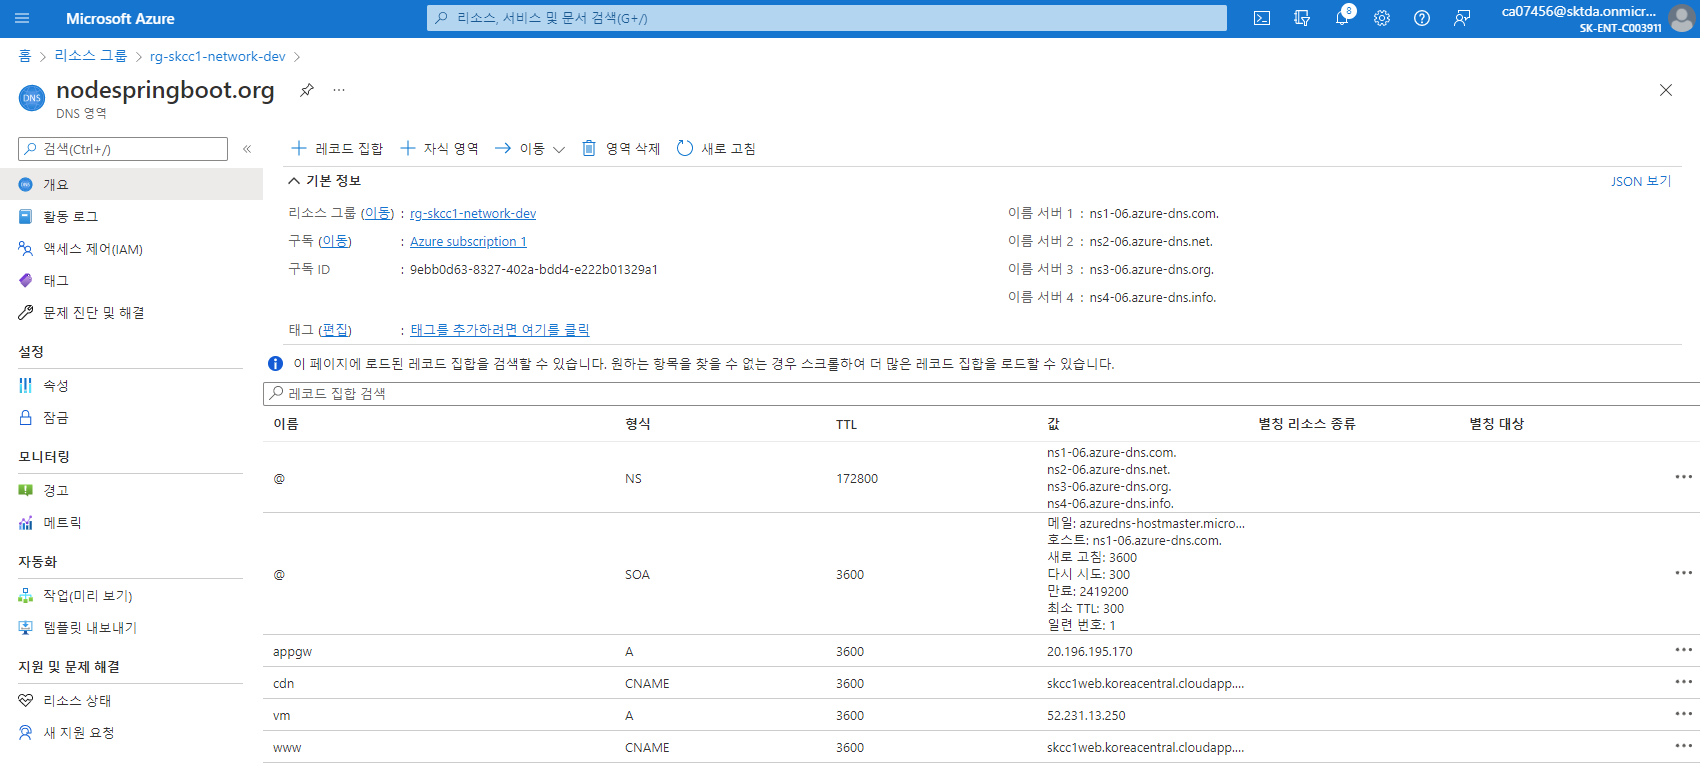 Microsoft Azure
리소스, 서비스 및 문서 검색(G+/)
8
ca07456@sktda.onmicr...
SK-ENT-C003911
홈 > 리소스 그룹 > rg-skcc1-network-dev >
DNS
nodespringboot.org ...
DNS 영역
검색(Ctrl+/) «
개요
활동 로그
액세스 제어(IAM)
태그
문제 진단 및 해결
설정
속성
잠금
모니터링
경고
메트릭
자동화
작업(미리 보기)
템플릿 내보내기
지원 및 문제 해결
리소스 상태
새 지원 요청
레코드 집합 자식 영역 이동 영역 삭제 새로 고침
기본 정보 JSON 보기
리소스 그룹 (이동) : rg-skcc1-network-dev
구독 (이동) : Azure subscription 1
구독 ID : 9ebb0d63-8327-402a-bdd4-e222b01329a1
이름 서버 1 : ns1-06.azure-dns.com.
이름 서버 2 : ns2-06.azure-dns.net.
이름 서버 3 : ns3-06.azure-dns.org.
이름 서버 4 : ns4-06.azure-dns.info.
태그 (편집) : 태그를 추가하려면 여기를 클릭
이 페이지에 로드된 레코드 집합을 검색할 수 있습니다. 원하는 항목을 찾을 수 없는 경우 스크롤하여 더 많은 레코드 집합을 로드할 수 있습니다.
레코드 집합 검색
이름 형식 TTL 값 별칭 리소스 종류 별칭 대상
@ NS 172800
ns1-06.azure-dns.com.
ns2-06.azure-dns.net.
ns3-06.azure-dns.org.
ns4-06.azure-dns.info.
@ SOA 3600
메일: azuredns-hostmaster.micro...
호스트: ns1-06.azure-dns.com.
새로 고침: 3600
다시 시도: 300
만료: 2419200
최소 TTL: 300
일련 번호: 1
appgw A 3600 20.196.195.170
cdn CNAME 3600 skcc1web.koreacentral.cloudapp....
vm A 3600 52.231.13.250
www CNAME 3600 skcc1web.koreacentral.cloudapp....